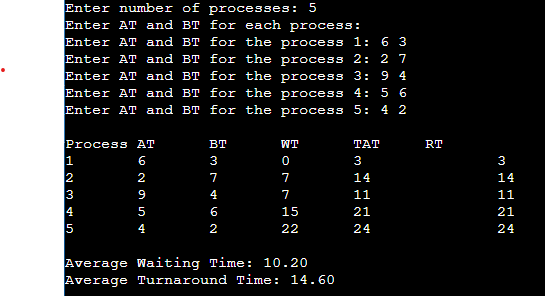 Enter number of processes: 5
Enter AT and BT for each process:
Enter AT and BT for the process 1: 6 3
Enter AT and BT for the process 2: 2 7
Enter AT and BT for the process 3: 9 4
Enter AT and BT for the process 4: 5 6
Enter AT and BT for the process 5: 4 2
Process AT BT WT TAT RT
1 6 3 0 3 3
2 2 7 7 14 14
3 9 4 7 11 11
4 5 6 15 21 21
5 4 2 22 24 24
Average Waiting Time: 10.20
Average Turnaround Time: 14.60